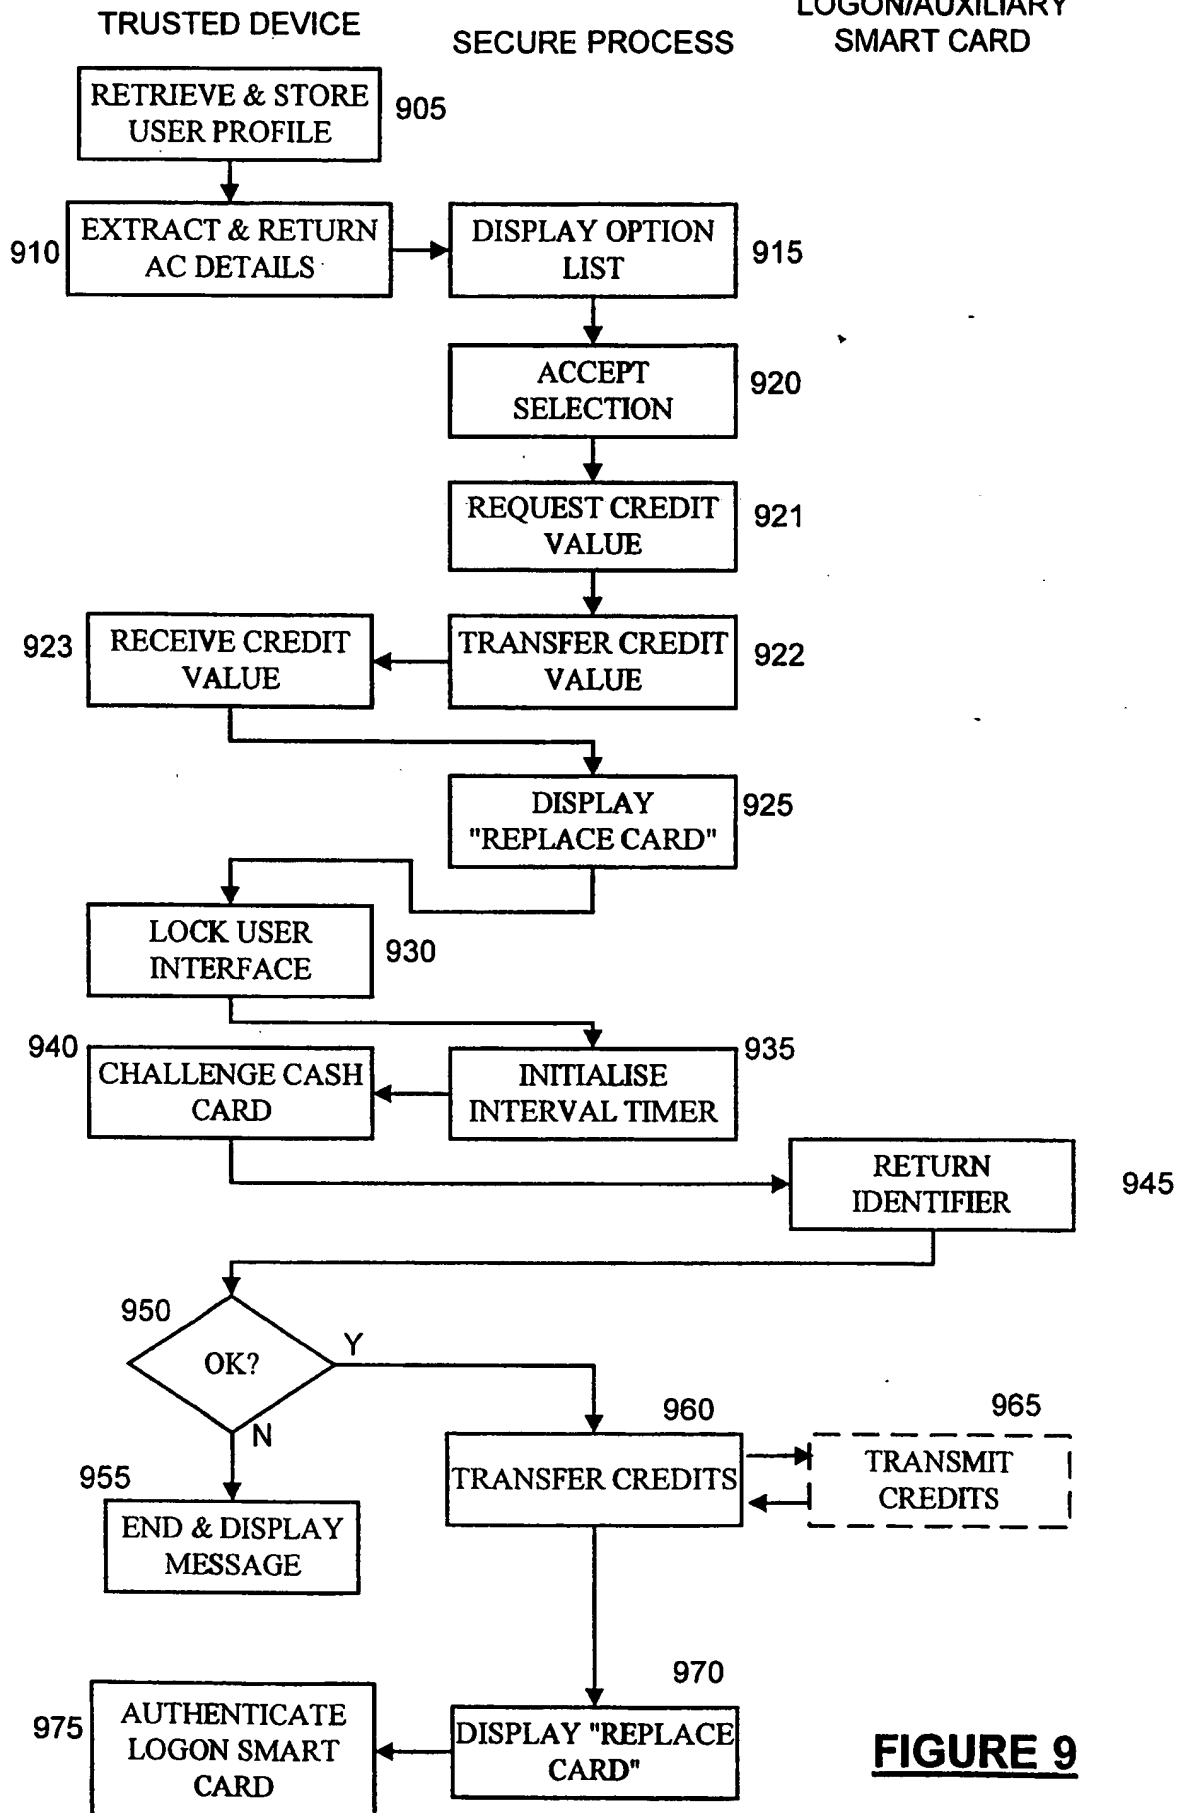 TRUSTED DEVICE
SECURE PROCESS
LOGON/AUXILIARY
SMART CARD
RETRIEVE & STORE
USER PROFILE
905
910
EXTRACT & RETURN
AC DETAILS
DISPLAY OPTION
LIST
915
ACCEPT
SELECTION
920
REQUEST CREDIT
VALUE
921
923
RECEIVE CREDIT
VALUE
TRANSFER CREDIT
VALUE
922
DISPLAY
"REPLACE CARD"
925
LOCK USER
INTERFACE
930
940
CHALLENGE CASH
CARD
INITIALISE
INTERVAL TIMER
935
RETURN
IDENTIFIER
945
950
OK?
Y
N
955
END & DISPLAY
MESSAGE
960
TRANSFER CREDITS
965
TRANSMIT
CREDITS
970
DISPLAY "REPLACE
CARD"
975
AUTHENTICATE
LOGON SMART
CARD
FIGURE 9